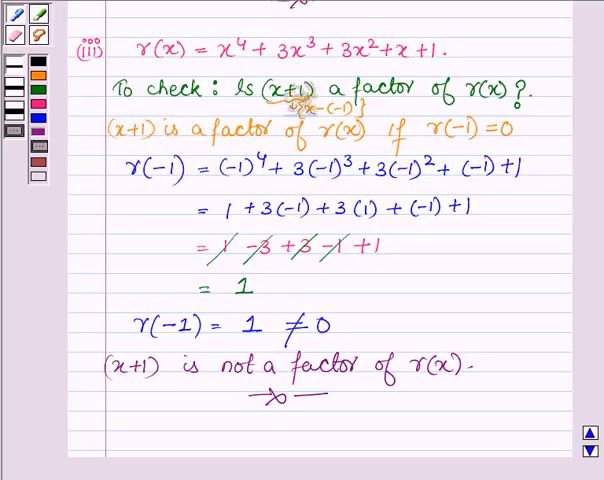 (iii) r(x) = x⁴ + 3x³ + 3x² + x + 1.
To check : Is (x+1) a factor of r(x)?
{x-(-1)}
(x+1) is a factor of r(x) if r(-1) = 0
r(-1) = (-1)⁴ + 3(-1)³ + 3(-1)² + (-1) + 1
= 1 + 3(-1) + 3(1) + (-1) + 1
= 1 - 3 + 3 - 1 + 1
= 1
r(-1) = 1 ≠ 0
(x+1) is not a factor of r(x).